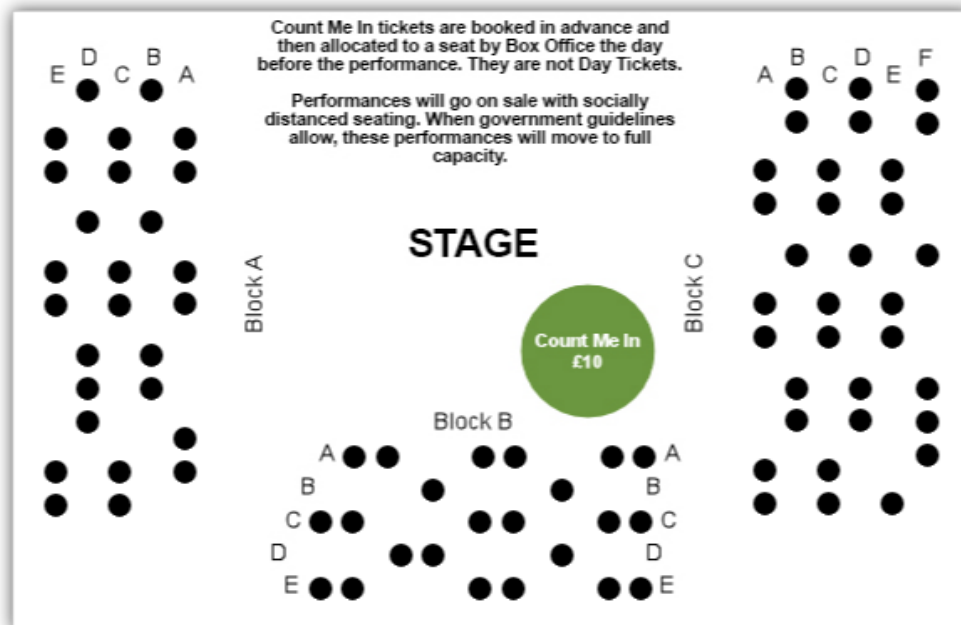 Count Me In tickets are booked in advance and
then allocated to a seat by Box Office the day
before the performance. They are not Day Tickets.
Performances will go on sale with socially
distanced seating. When government guidelines
allow, these performances will move to full
capacity.
E D C B A
A B C D E F
STAGE
Block A
Block C
Count Me In
£10
Block B
A A
B B
C C
D D
E E